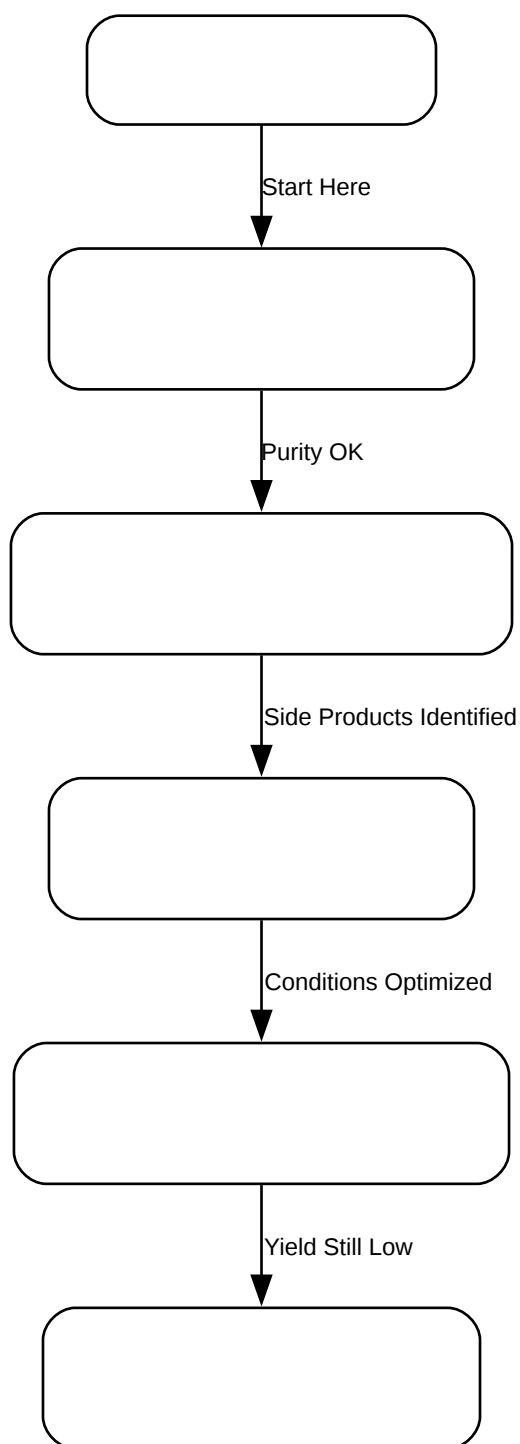 Start Here
Purity OK
Side Products Identified
Conditions Optimized
Yield Still Low